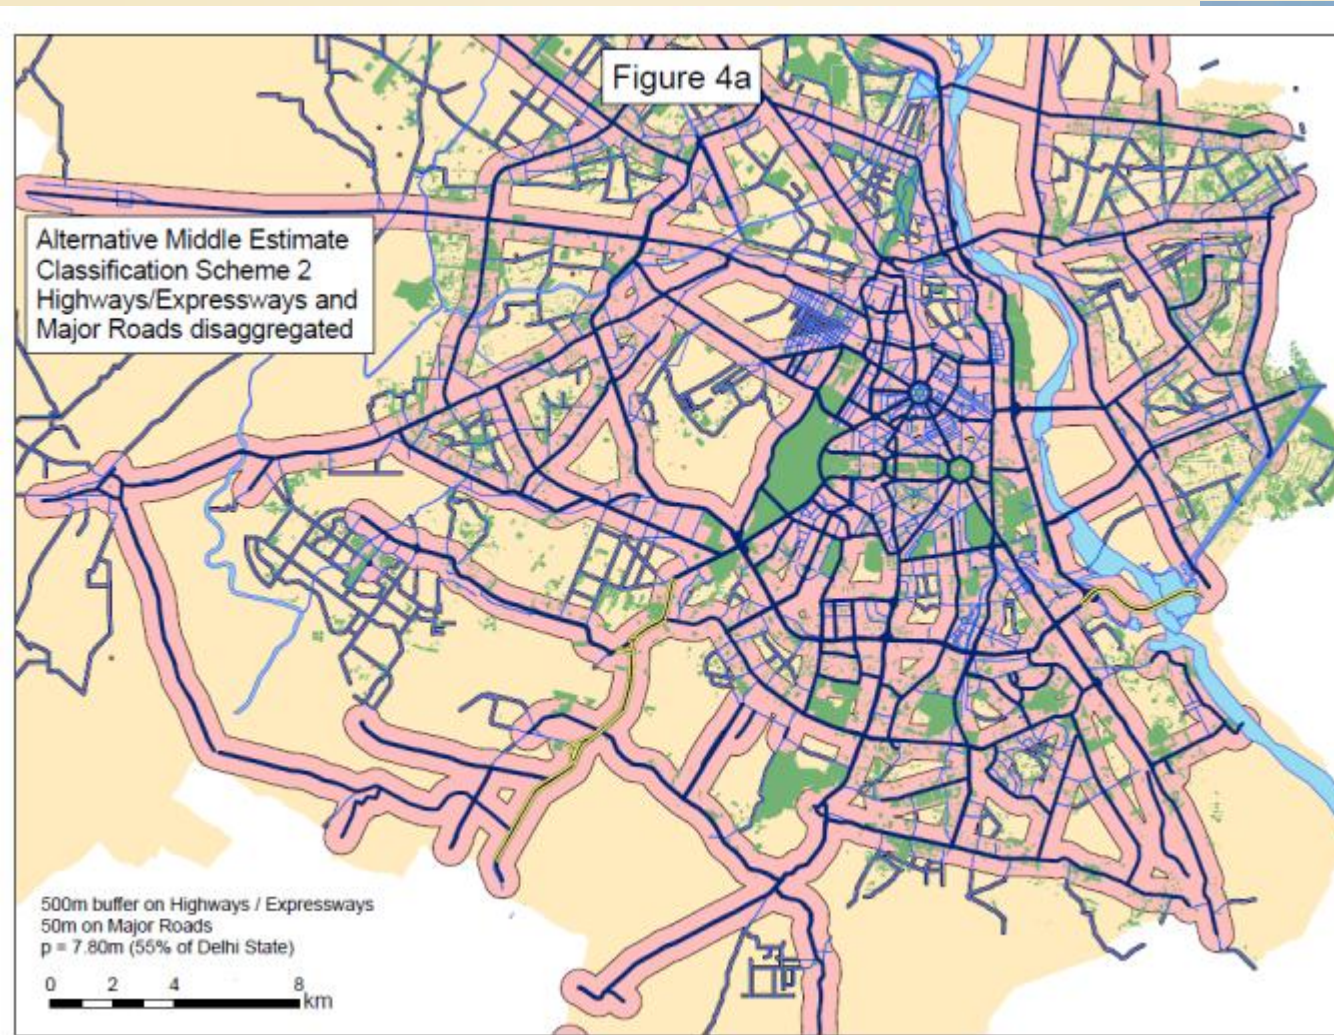 Figure 4a
Alternative Middle Estimate
Classification Scheme 2
Highways/Expressways and
Major Roads disaggregated
500m buffer on Highways / Expressways
50m on Major Roads
p = 7.80m (55% of Delhi State)
0 2 4 8
km